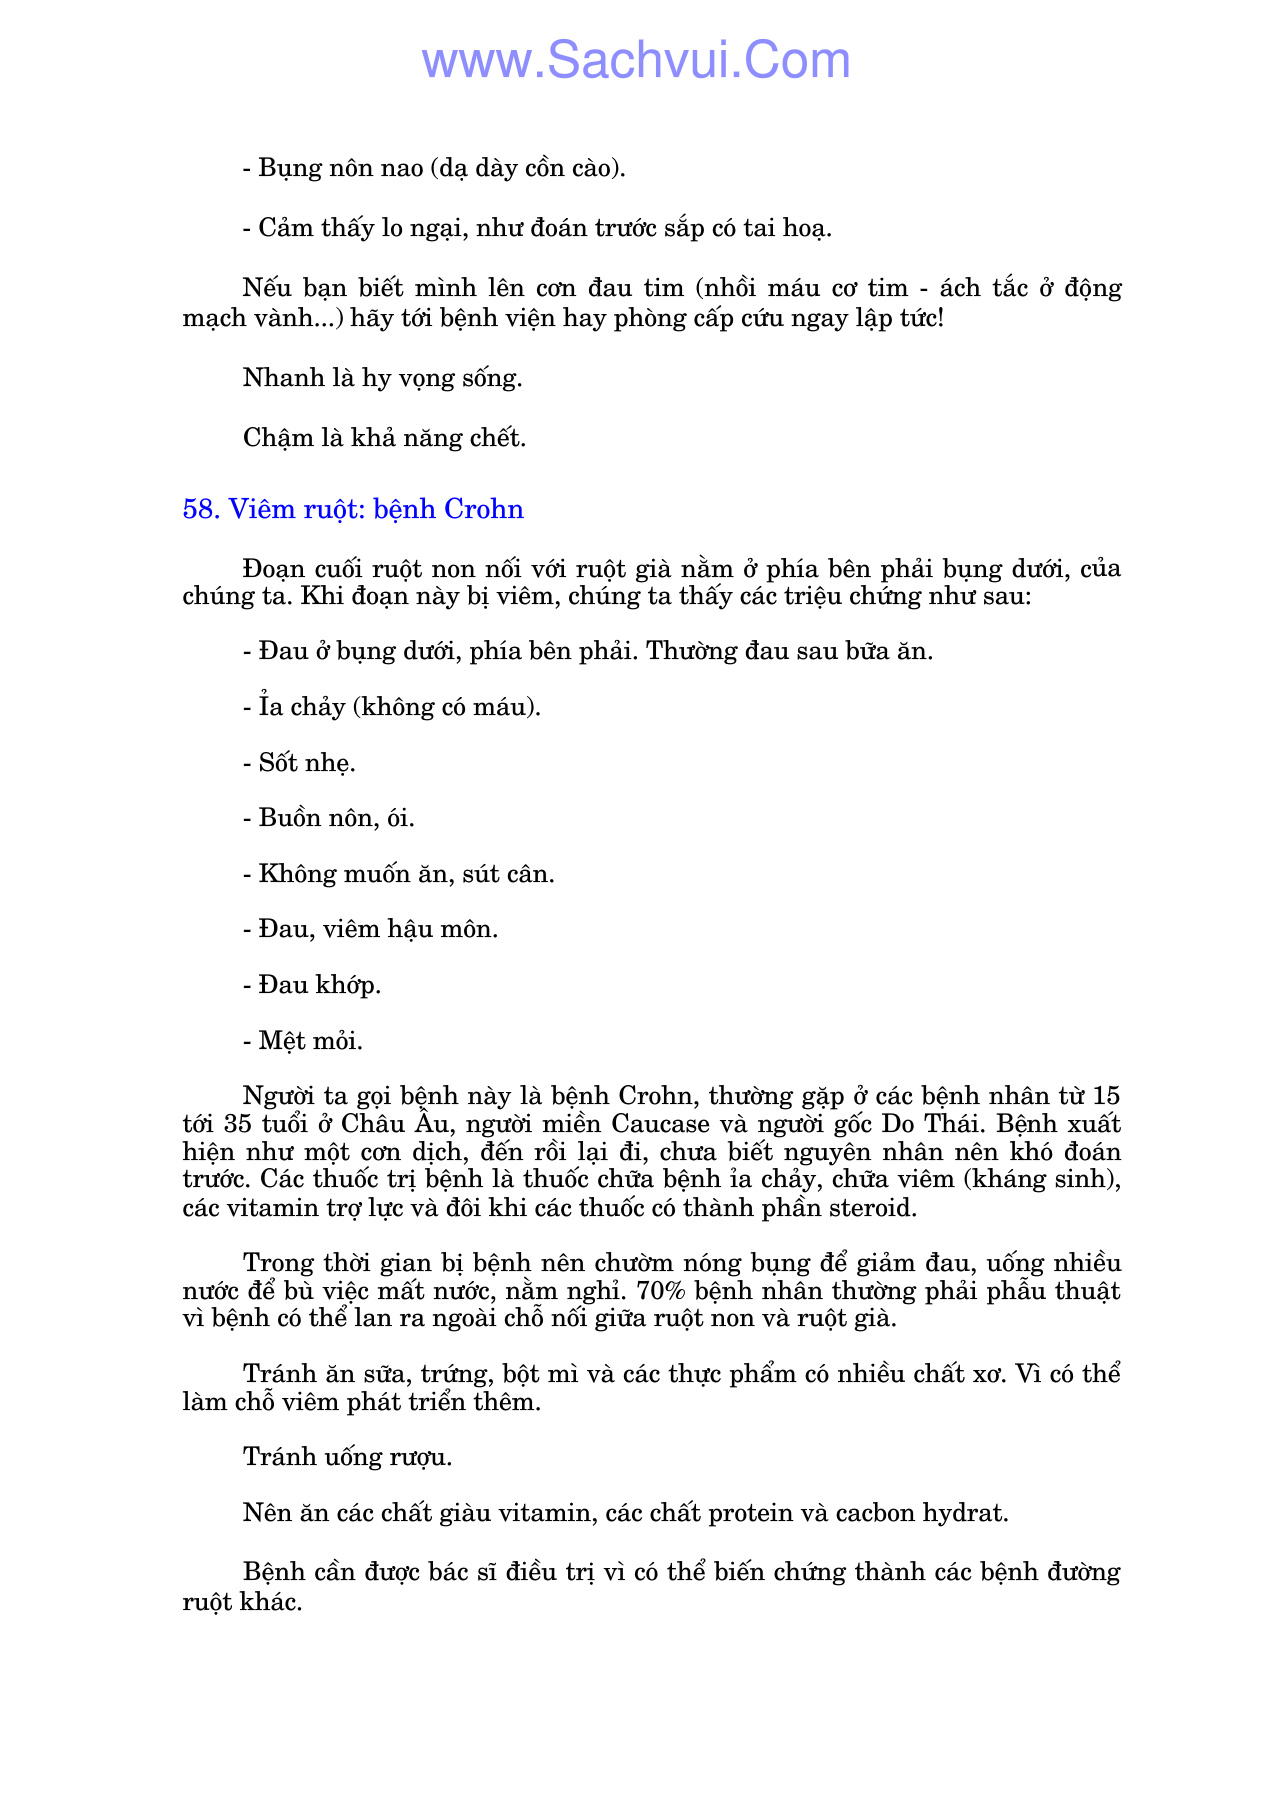 www.Sachvui.Com
- Bụng nôn nao (dạ dày cồn cào).
- Cảm thấy lo ngại, như đoán trước sắp có tai hoạ.
Nếu bạn biết mình lên cơn đau tim (nhồi máu cơ tim - ách tắc ở động
mạch vành...) hãy tới bệnh viện hay phòng cấp cứu ngay lập tức!
Nhanh là hy vọng sống.
Chậm là khả năng chết.
58. Viêm ruột: bệnh Crohn
Đoạn cuối ruột non nối với ruột già nằm ở phía bên phải bụng dưới, của
chúng ta. Khi đoạn này bị viêm, chúng ta thấy các triệu chứng như sau:
- Đau ở bụng dưới, phía bên phải. Thường đau sau bữa ăn.
- Ỉa chảy (không có máu).
- Sốt nhẹ.
- Buồn nôn, ói.
- Không muốn ăn, sút cân.
- Đau, viêm hậu môn.
- Đau khớp.
- Mệt mỏi.
Người ta gọi bệnh này là bệnh Crohn, thường gặp ở các bệnh nhân từ 15
tới 35 tuổi ở Châu Âu, người miền Caucase và người gốc Do Thái. Bệnh xuất
hiện như một cơn dịch, đến rồi lại đi, chưa biết nguyên nhân nên khó đoán
trước. Các thuốc trị bệnh là thuốc chữa bệnh ỉa chảy, chữa viêm (kháng sinh),
các vitamin trợ lực và đôi khi các thuốc có thành phần steroid.
Trong thời gian bị bệnh nên chườm nóng bụng để giảm đau, uống nhiều
nước để bù việc mất nước, nằm nghỉ. 70% bệnh nhân thường phải phẫu thuật
vì bệnh có thể lan ra ngoài chỗ nối giữa ruột non và ruột già.
Tránh ăn sữa, trứng, bột mì và các thực phẩm có nhiều chất xơ. Vì có thể
làm chỗ viêm phát triển thêm.
Tránh uống rượu.
Nên ăn các chất giàu vitamin, các chất protein và cacbon hydrat.
Bệnh cần được bác sĩ điều trị vì có thể biến chứng thành các bệnh đường
ruột khác.